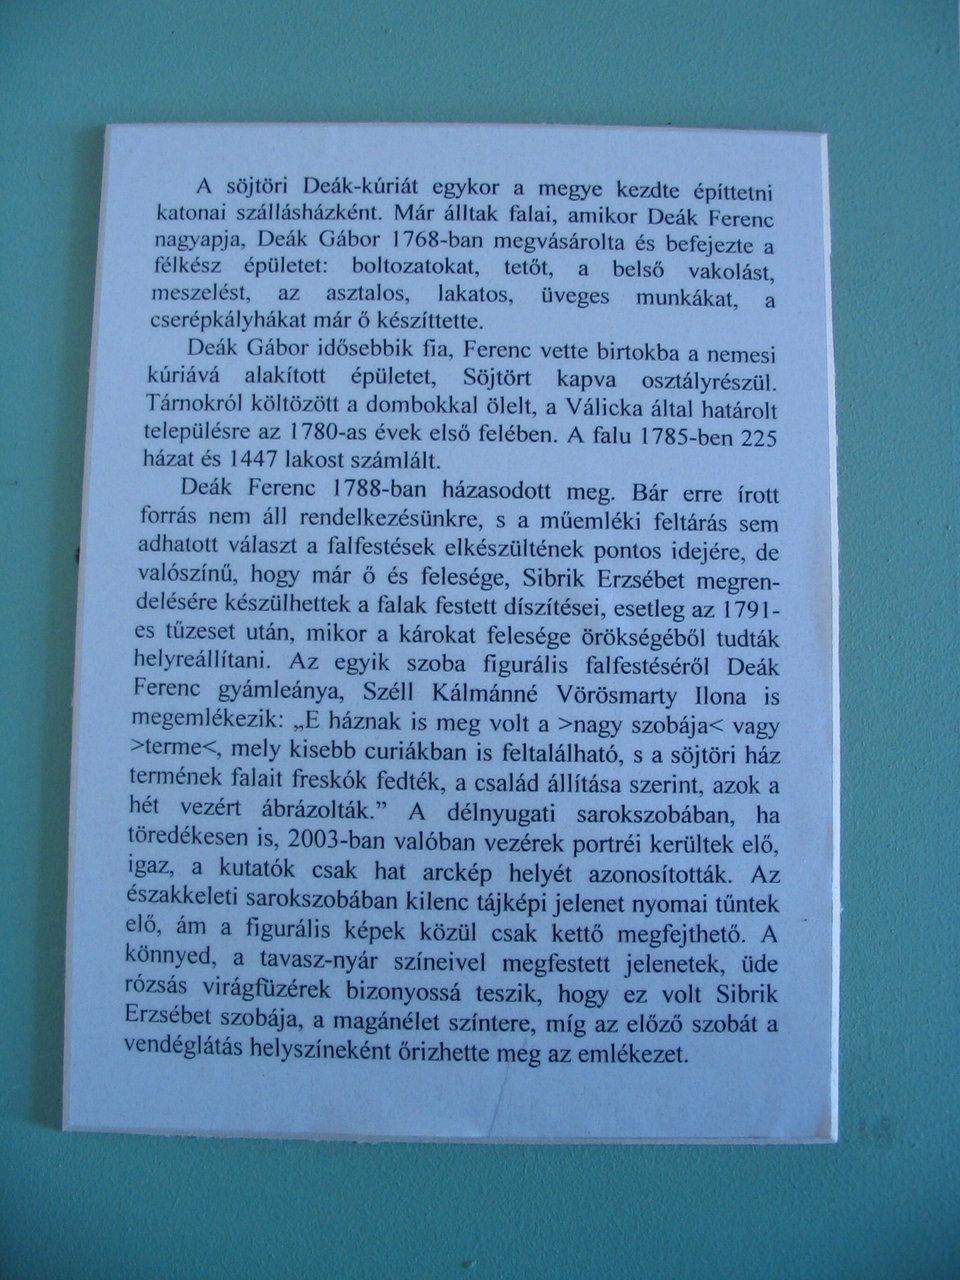 A söjtöri Deák-kúriát egykor a megye kezdte építtetni
katonai szállásházként. Már álltak falai, amikor Deák Ferenc
nagyapja, Deák Gábor 1768-ban megvásárolta és befejezte a
félkész épületet: boltozatokat, tetőt, a belső vakolást,
meszelést, az asztalos, lakatos, üveges munkákat, a
cserépkályhákat már ő készíttette.
Deák Gábor idősebbik fia, Ferenc vette birtokba a nemesi
kúriává alakított épületet, Söjtört kapva osztályrészül.
Tárnokról költözött a dombokkal ölelt, a Válicka által határolt
településre az 1780-as évek első felében. A falu 1785-ben 225
házat és 1447 lakost számlált.
Deák Ferenc 1788-ban házasodott meg. Bár erre írott
forrás nem áll rendelkezésünkre, s a műemléki feltárás sem
adhatott választ a falfestések elkészültének pontos idejére, de
valószínű, hogy már ő és felesége, Sibrik Erzsébet megren-
delésére készülhettek a falak festett díszítései, esetleg az 1791-
es tűzeset után, mikor a károkat felesége örökségéből tudták
helyreállítani. Az egyik szoba figurális falfestéséről Deák
Ferenc gyámleánya, Széll Kálmánné Vörösmarty Ilona is
megemlékezik: „E háznak is meg volt a >nagy szobája< vagy
>terme<, mely kisebb curiákban is feltalálható, s a söjtöri ház
termének falait freskók fedték, a család állítása szerint, azok a
hét vezért ábrázolták.” A délnyugati sarokszobában, ha
töredékesen is, 2003-ban valóban vezérek portréi kerültek elő,
igaz, a kutatók csak hat arckép helyét azonosították. Az
északkeleti sarokszobában kilenc tájképi jelenet nyomai tűntek
elő, ám a figurális képek közül csak kettő megfejthető. A
könnyed, a tavasz-nyár színeivel megfestett jelenetek, üde
rózsás virágfüzérek bizonyossá teszik, hogy ez volt Sibrik
Erzsébet szobája, a magánélet színtere, míg az előző szobát a
vendéglátás helyszíneként őrizhette meg az emlékezet.